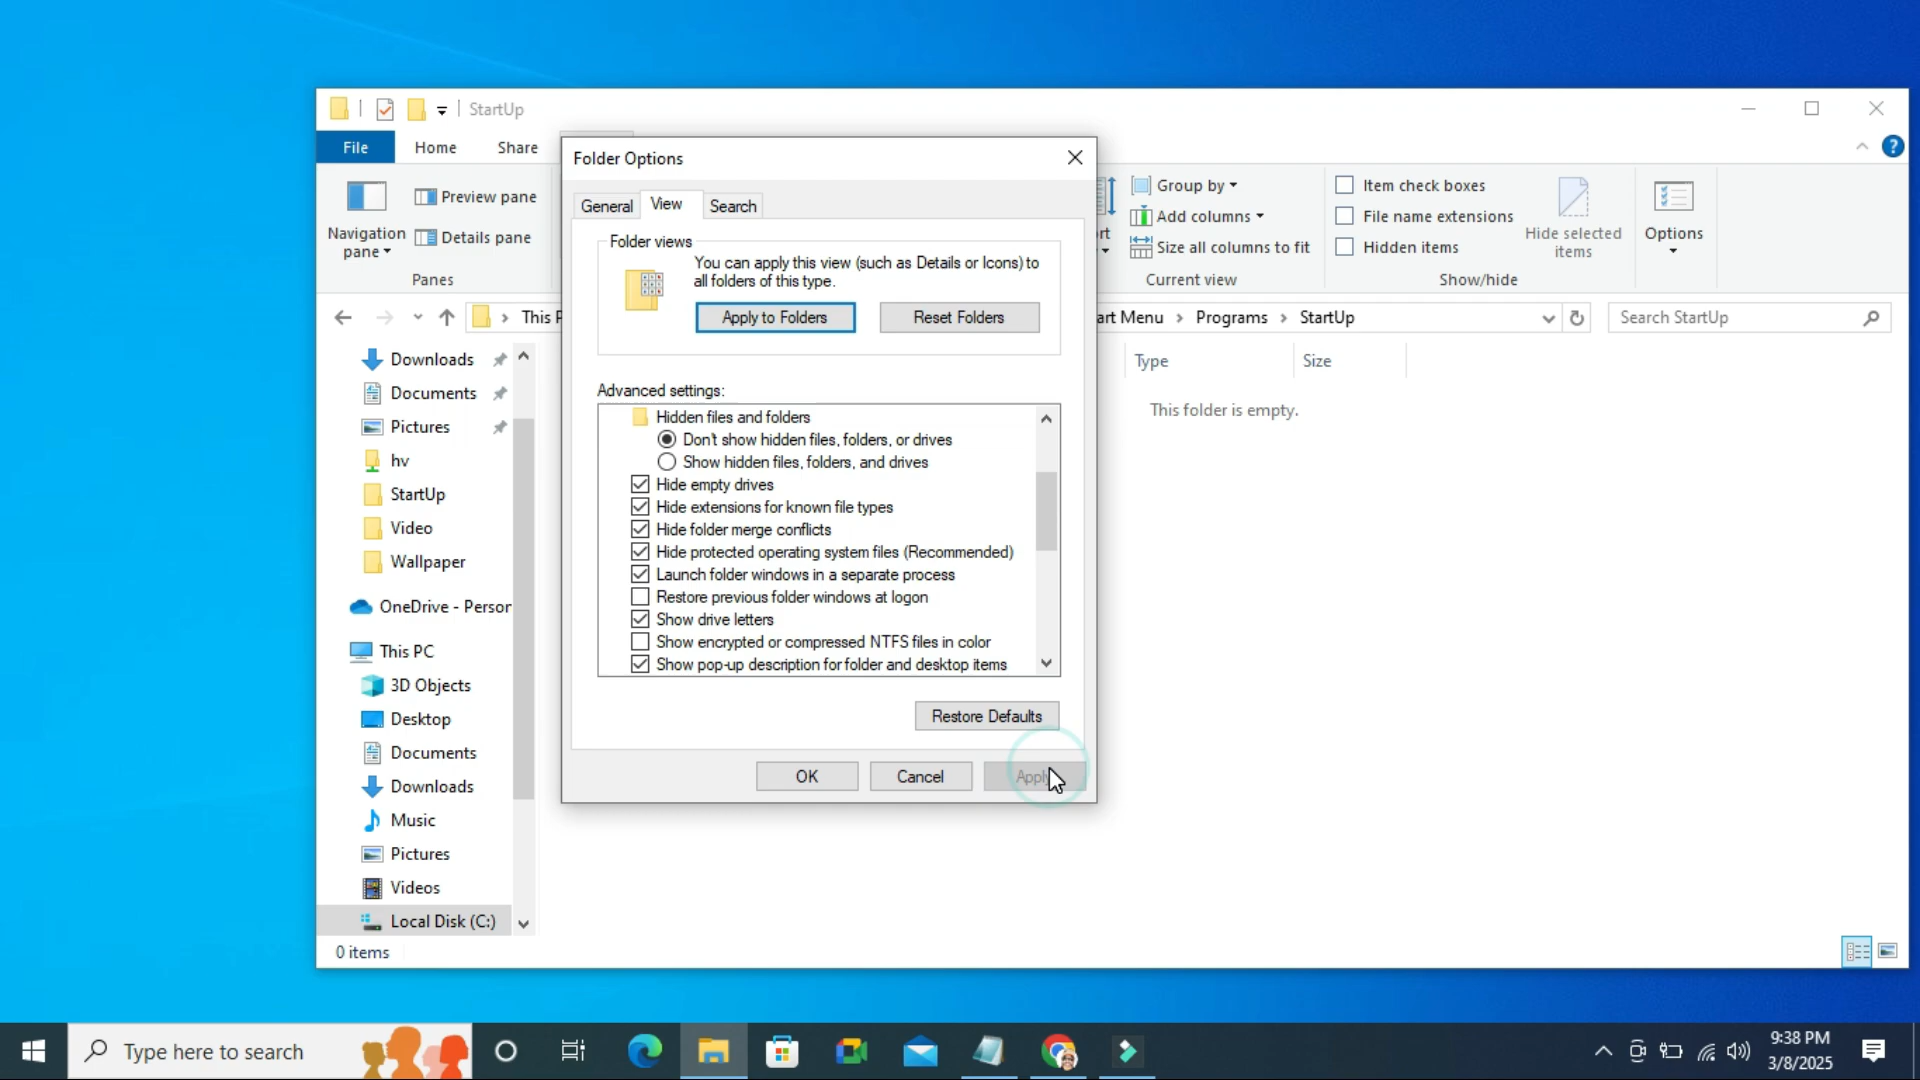 StartUp
File
Home
Share
Navigation
pane
Preview pane
Details pane
Panes
Group by
Add columns
Size all columns to fit
Current view
Item check boxes
File name extensions
Hidden items
Hide selected
items
Show/hide
Options
Folder Options
General
View
Search
Folder views
You can apply this view (such as Details or Icons) to
all folders of this type.
Apply to Folders
Reset Folders
Advanced settings:
Hidden files and folders
Don't show hidden files, folders, or drives
Show hidden files, folders, and drives
Hide empty drives
Hide extensions for known file types
Hide folder merge conflicts
Hide protected operating system files (Recommended)
Launch folder windows in a separate process
Restore previous folder windows at logon
Show drive letters
Show encrypted or compressed NTFS files in color
Show pop-up description for folder and desktop items
Restore Defaults
OK
Cancel
Apply
This P
art Menu > Programs > StartUp
Search StartUp
Type
Size
This folder is empty.
Downloads
Documents
Pictures
hv
StartUp
Video
Wallpaper
OneDrive - Person
This PC
3D Objects
Desktop
Documents
Downloads
Music
Pictures
Videos
Local Disk (C:)
0 items
Type here to search
9:38 PM
3/8/2025